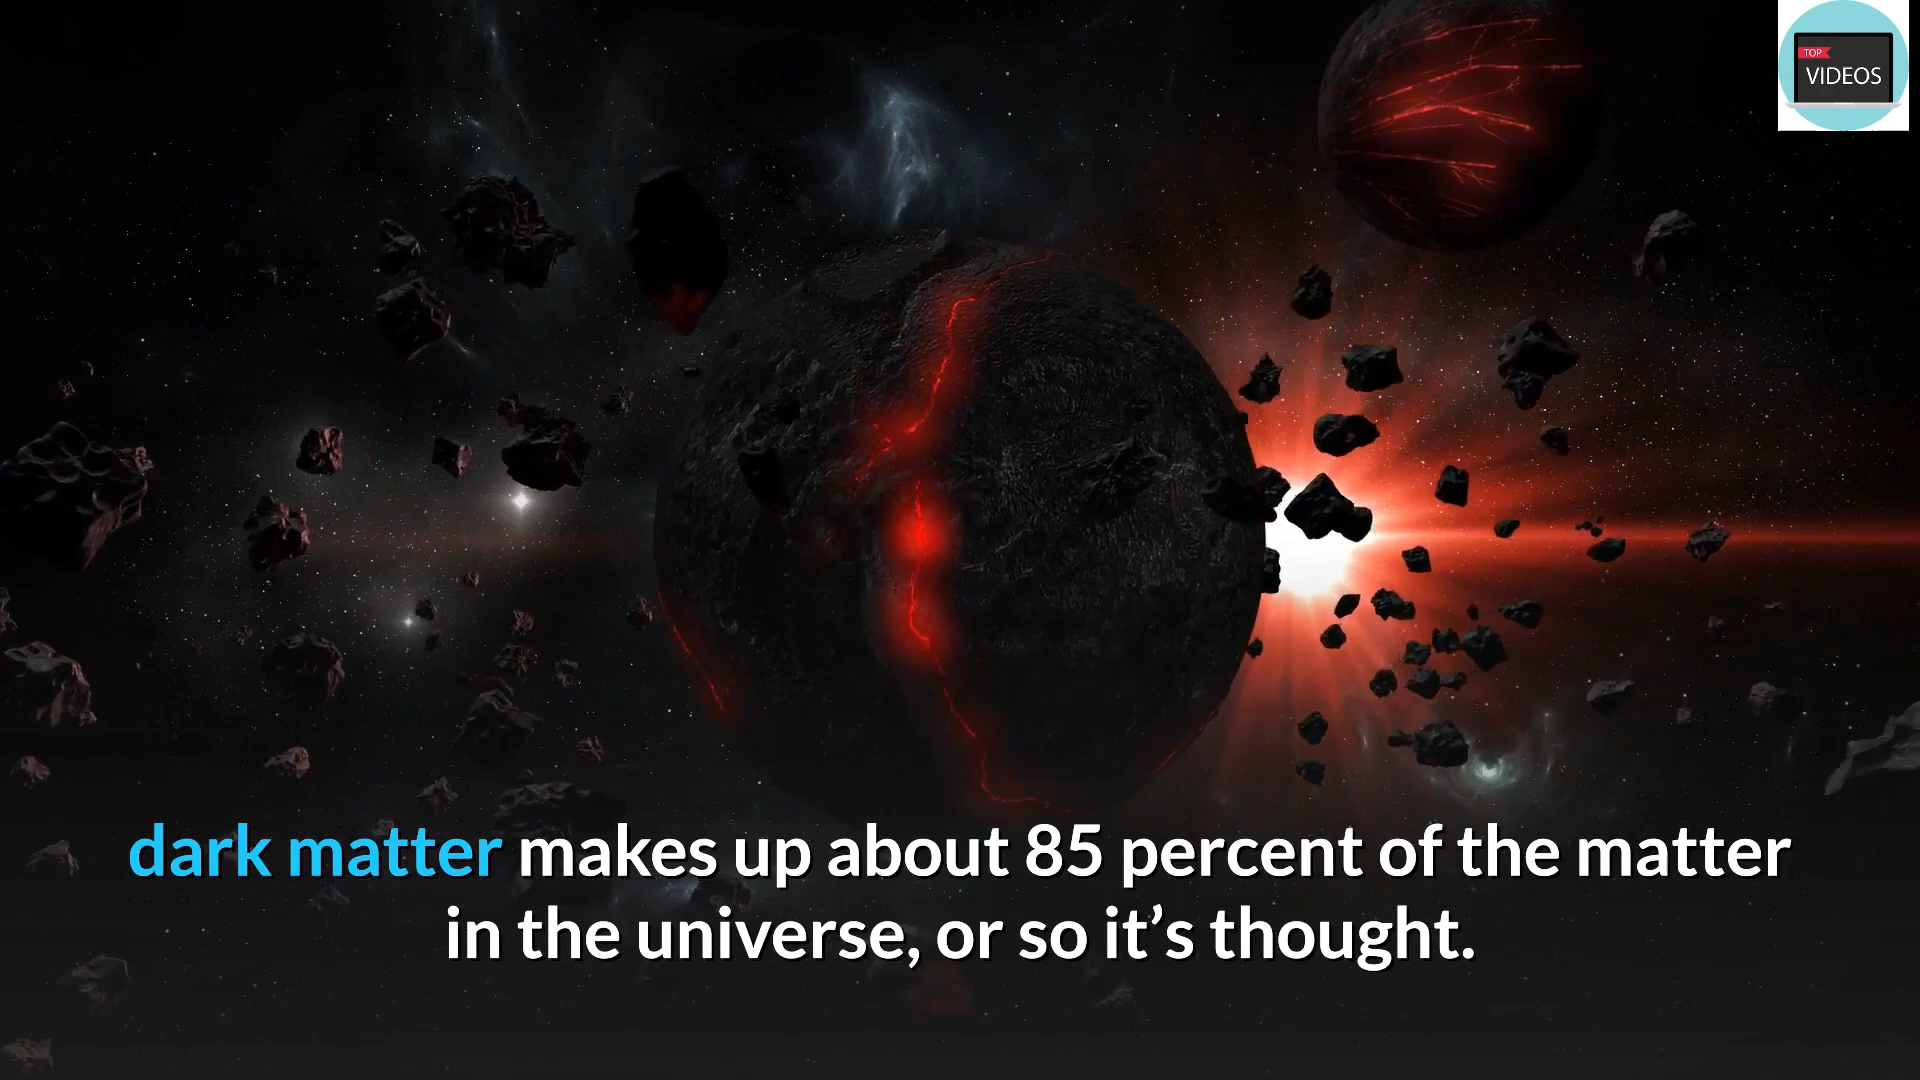 TOP
VIDEOS
dark matter makes up about 85 percent of the matter
in the universe, or so it’s thought.